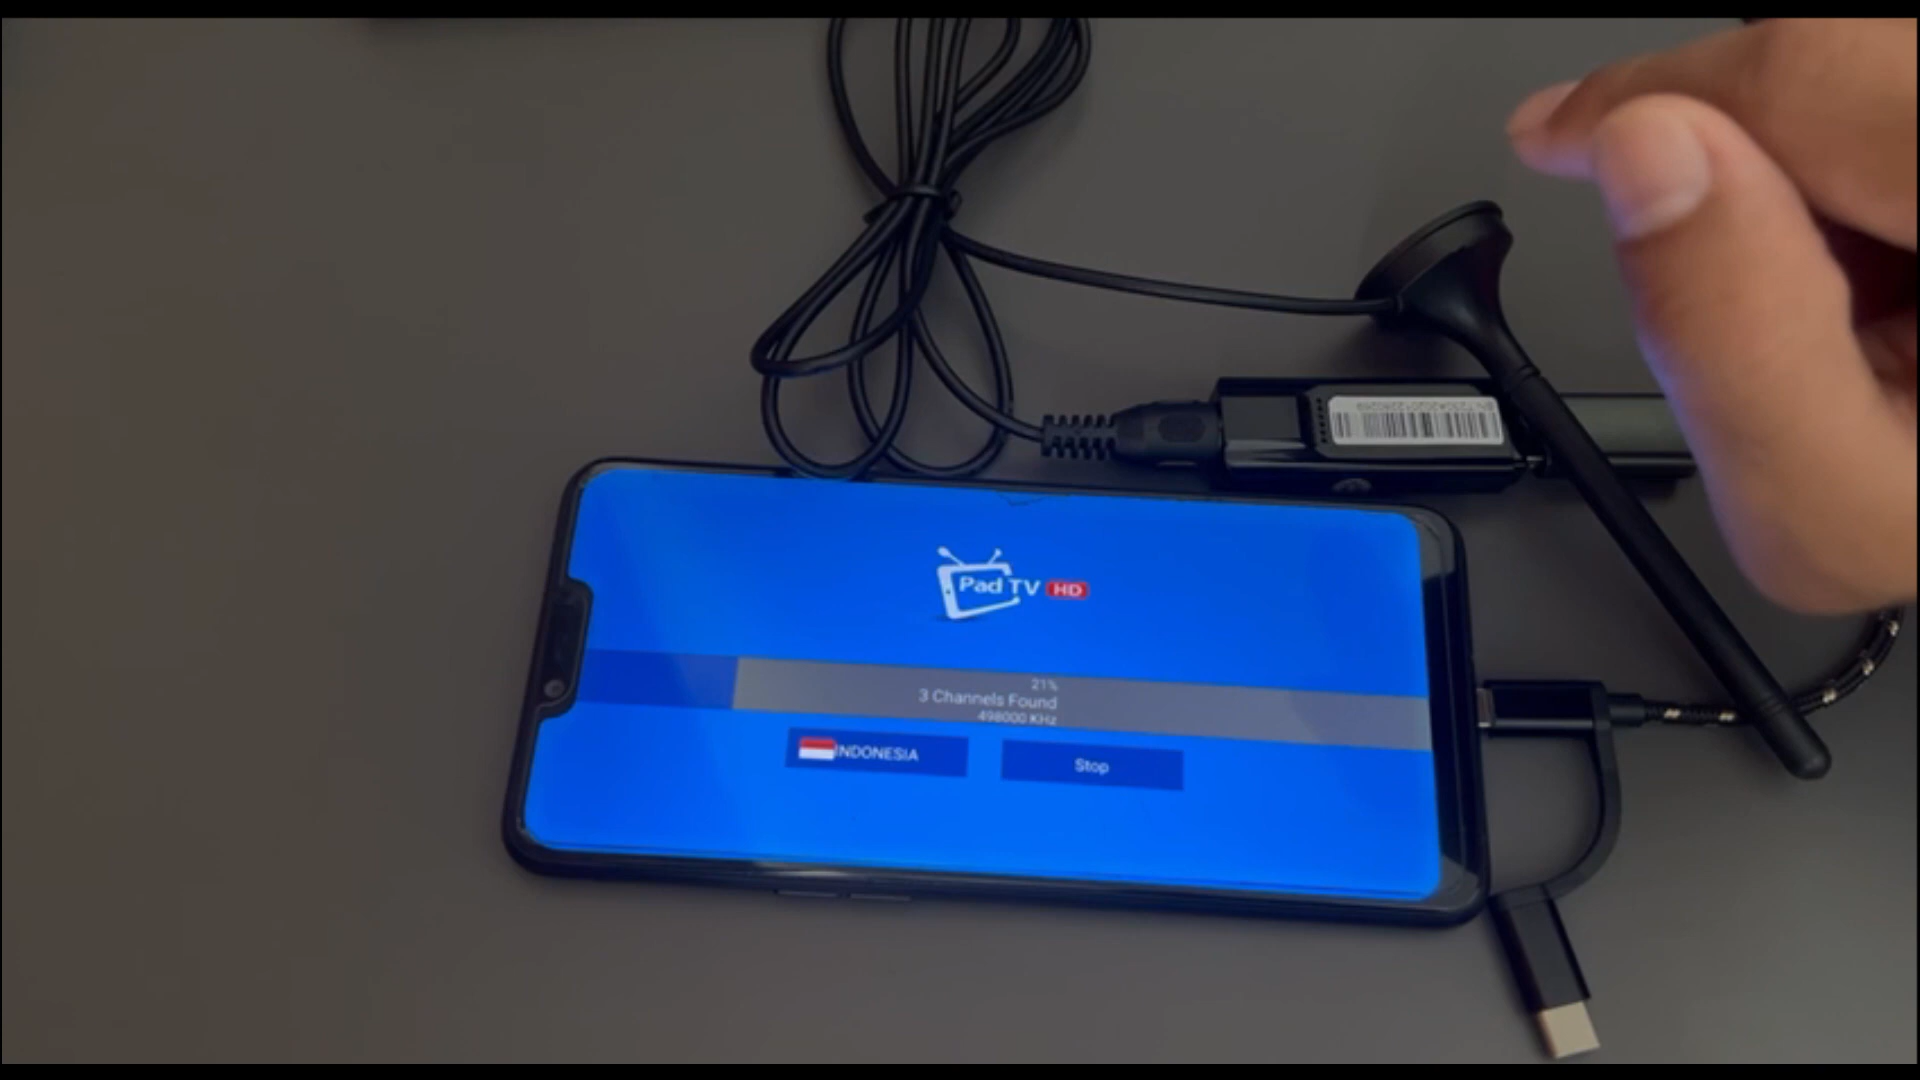 Pad TV HD
21%
3 Channels Found
498000 KHz
INDONESIA
Stop